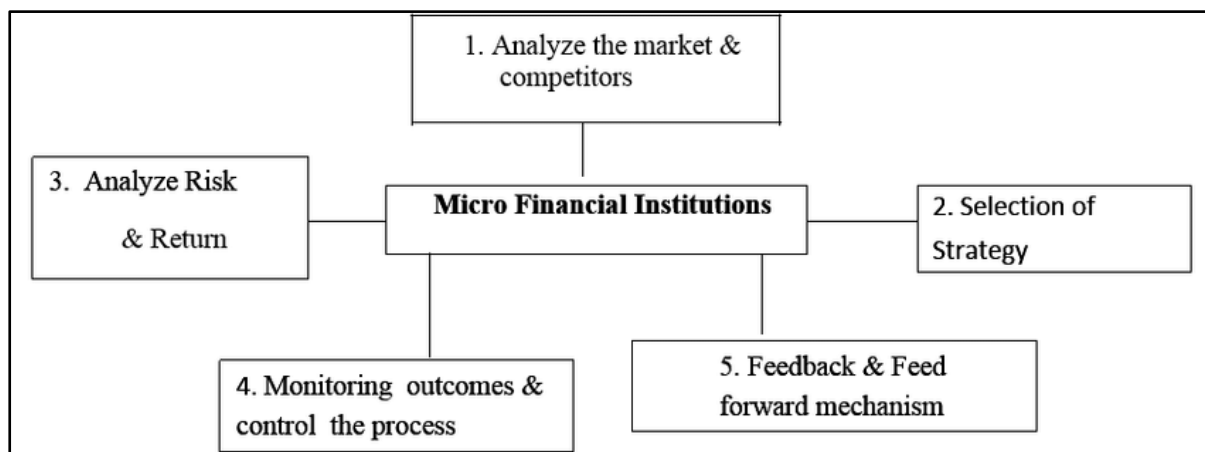 1. Analyze the market &
competitors
3. Analyze Risk
& Return
Micro Financial Institutions
2. Selection of
Strategy
4. Monitoring outcomes &
control the process
5. Feedback & Feed
forward mechanism